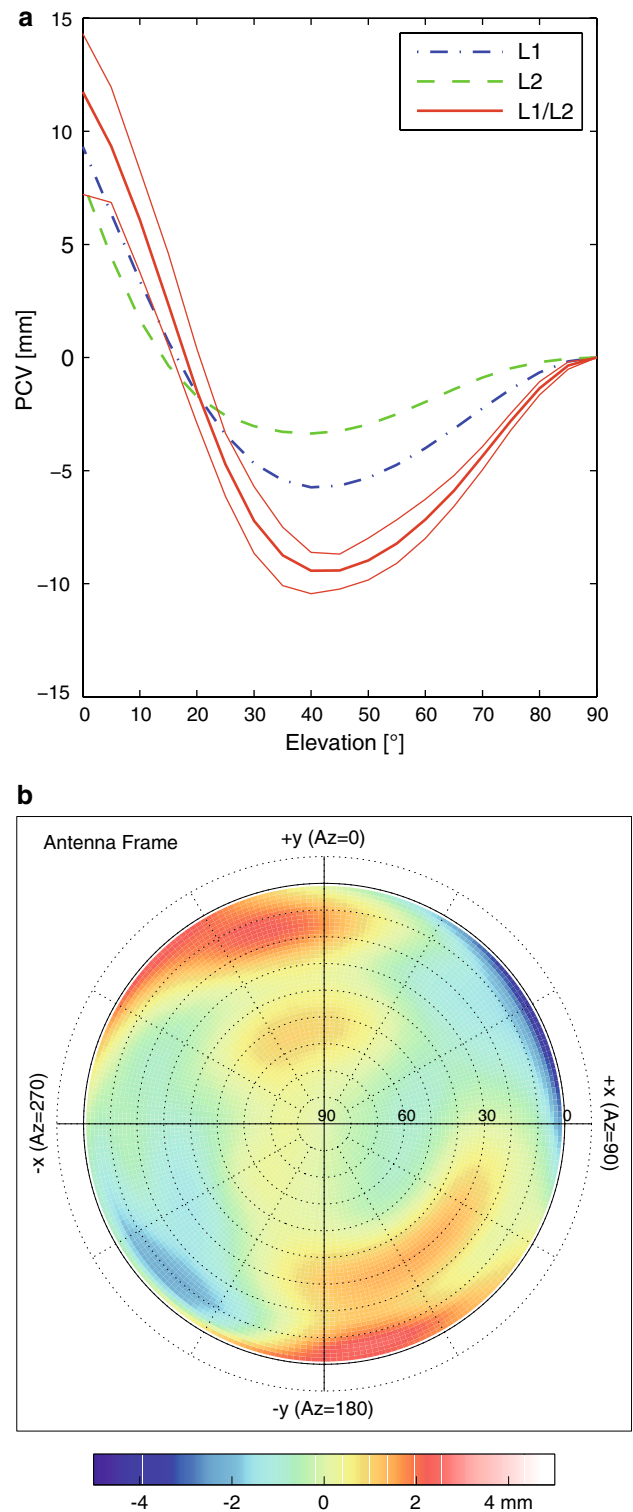 a
15
10
5
0
−5
−10
−15
PCV [mm]
L1
L2
L1/L2
0 10 20 30 40 50 60 70 80 90
Elevation [°]
b
Antenna Frame
+y (Az=0)
-x (Az=270)
90 60 30 0
+x (Az=90)
-y (Az=180)
-4 -2 0 2 4 mm